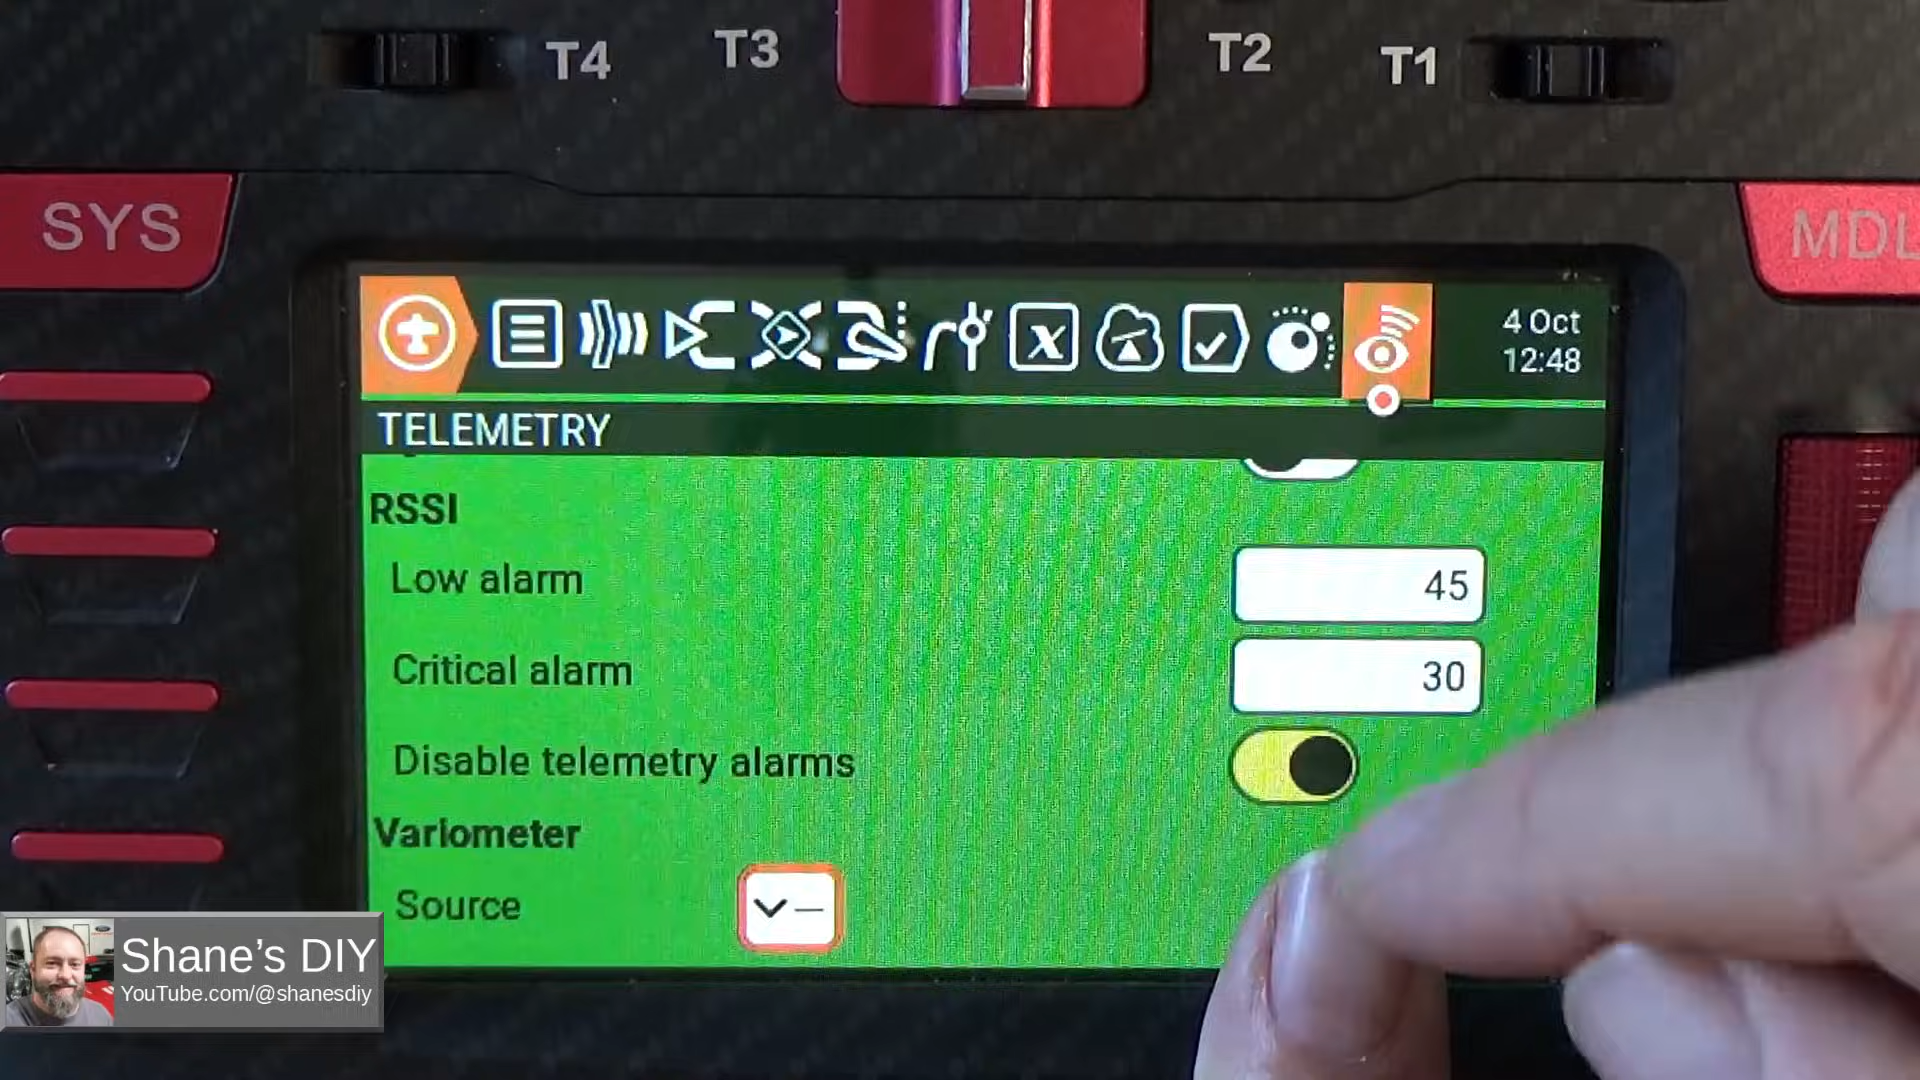 T4
T3
T2
T1
SYS
MDL
4 Oct
12:48
TELEMETRY
RSSI
Low alarm
45
Critical alarm
30
Disable telemetry alarms
Variometer
Source
Shane's DIY
YouTube.com/@shanesdiy